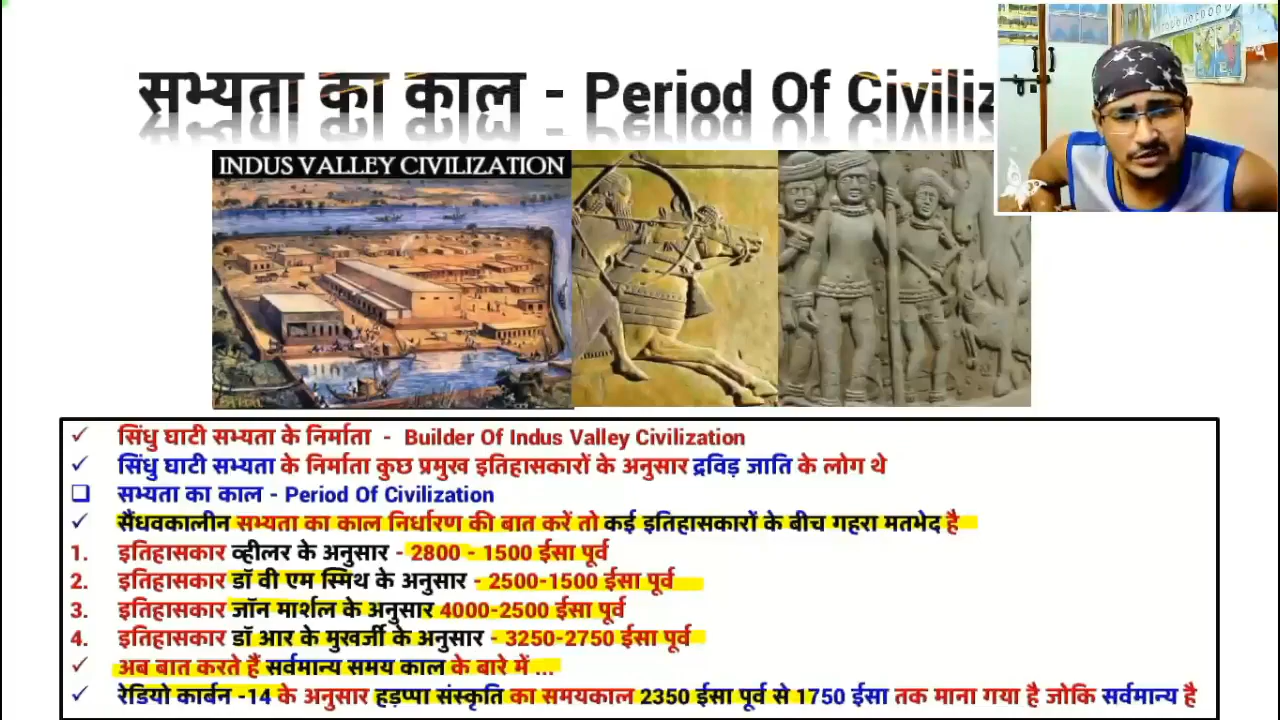 सभ्यता का काल - Period Of
INDUS VALLEY CIVILIZATION
✓ सिंधु घाटी सभ्यता के निर्माता - Builder Of Indus Valley Civilization
✓ सिंधु घाटी सभ्यता के निर्माता कुछ प्रमुख इतिहासकारों के अनुसार द्रविड़ जाति के लोग थे
❑ सभ्यता का काल - Period Of Civilization
✓ सैंधवकालीन सभ्यता का काल निर्धारण की बात करें तो कई इतिहासकारों के बीच गहरा मतभेद है
1. इतिहासकार व्हीलर के अनुसार - 2800 - 1500 ईसा पूर्व
2. इतिहासकार डॉ वी एम स्मिथ के अनुसार - 2500-1500 ईसा पूर्व
3. इतिहासकार जॉन मार्शल के अनुसार 4000-2500 ईसा पूर्व
4. इतिहासकार डॉ आर के मुखर्जी के अनुसार - 3250-2750 ईसा पूर्व
✓ अब बात करते हैं सर्वमान्य समय काल के बारे में ...
✓ रेडियो कार्बन -14 के अनुसार हड़प्पा संस्कृति का समयकाल 2350 ईसा पूर्व से 1750 ईसा तक माना गया है जोकि सर्वमान्य है